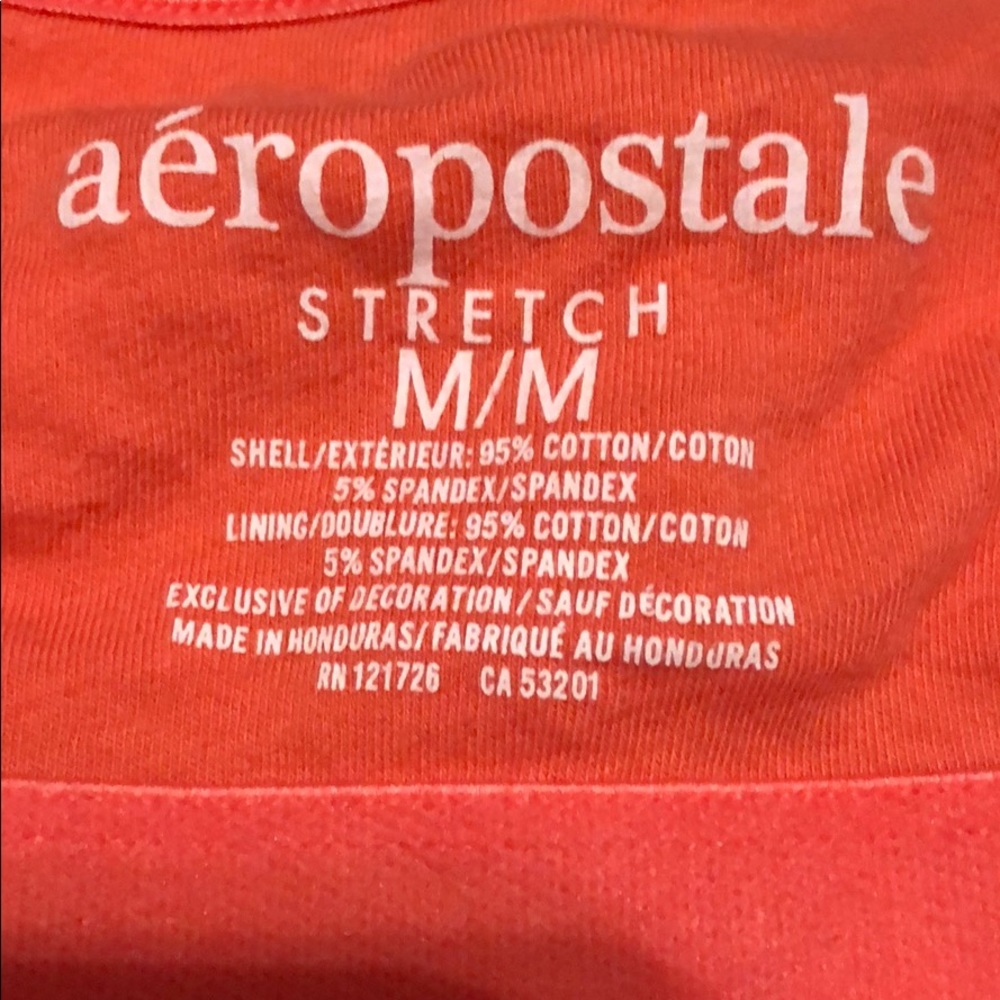 aéropostale
STRETCH
M/M
SHELL/EXTÉRIEUR: 95% COTTON/COTON
5% SPANDEX/SPANDEX
LINING/DOUBLURE: 95% COTTON/COTON
5% SPANDEX/SPANDEX
EXCLUSIVE OF DECORATION / SAUF DÉCORATION
MADE IN HONDURAS/ FABRIQUÉ AU HONDURAS
RN 121726 CA 53201